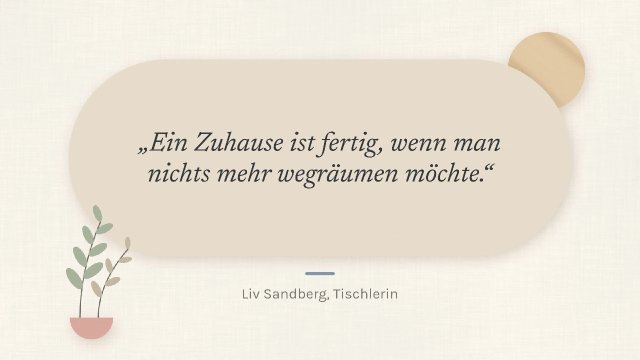 „Ein Zuhause ist fertig, wenn man
nichts mehr wegräumen möchte.“
Liv Sandberg, Tischlerin